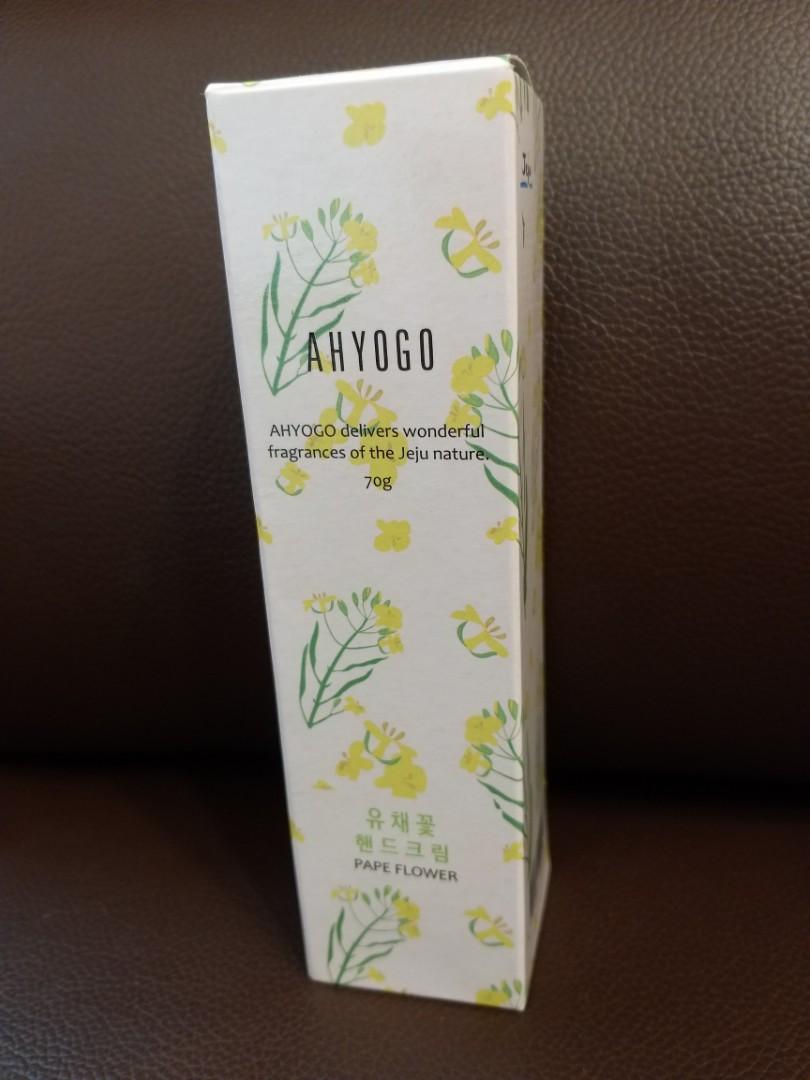 AHYOGO
AHYOGO delivers wonderful
fragrances of the Jeju nature.
70g
유채꽃
핸드크림
PAPE FLOWER